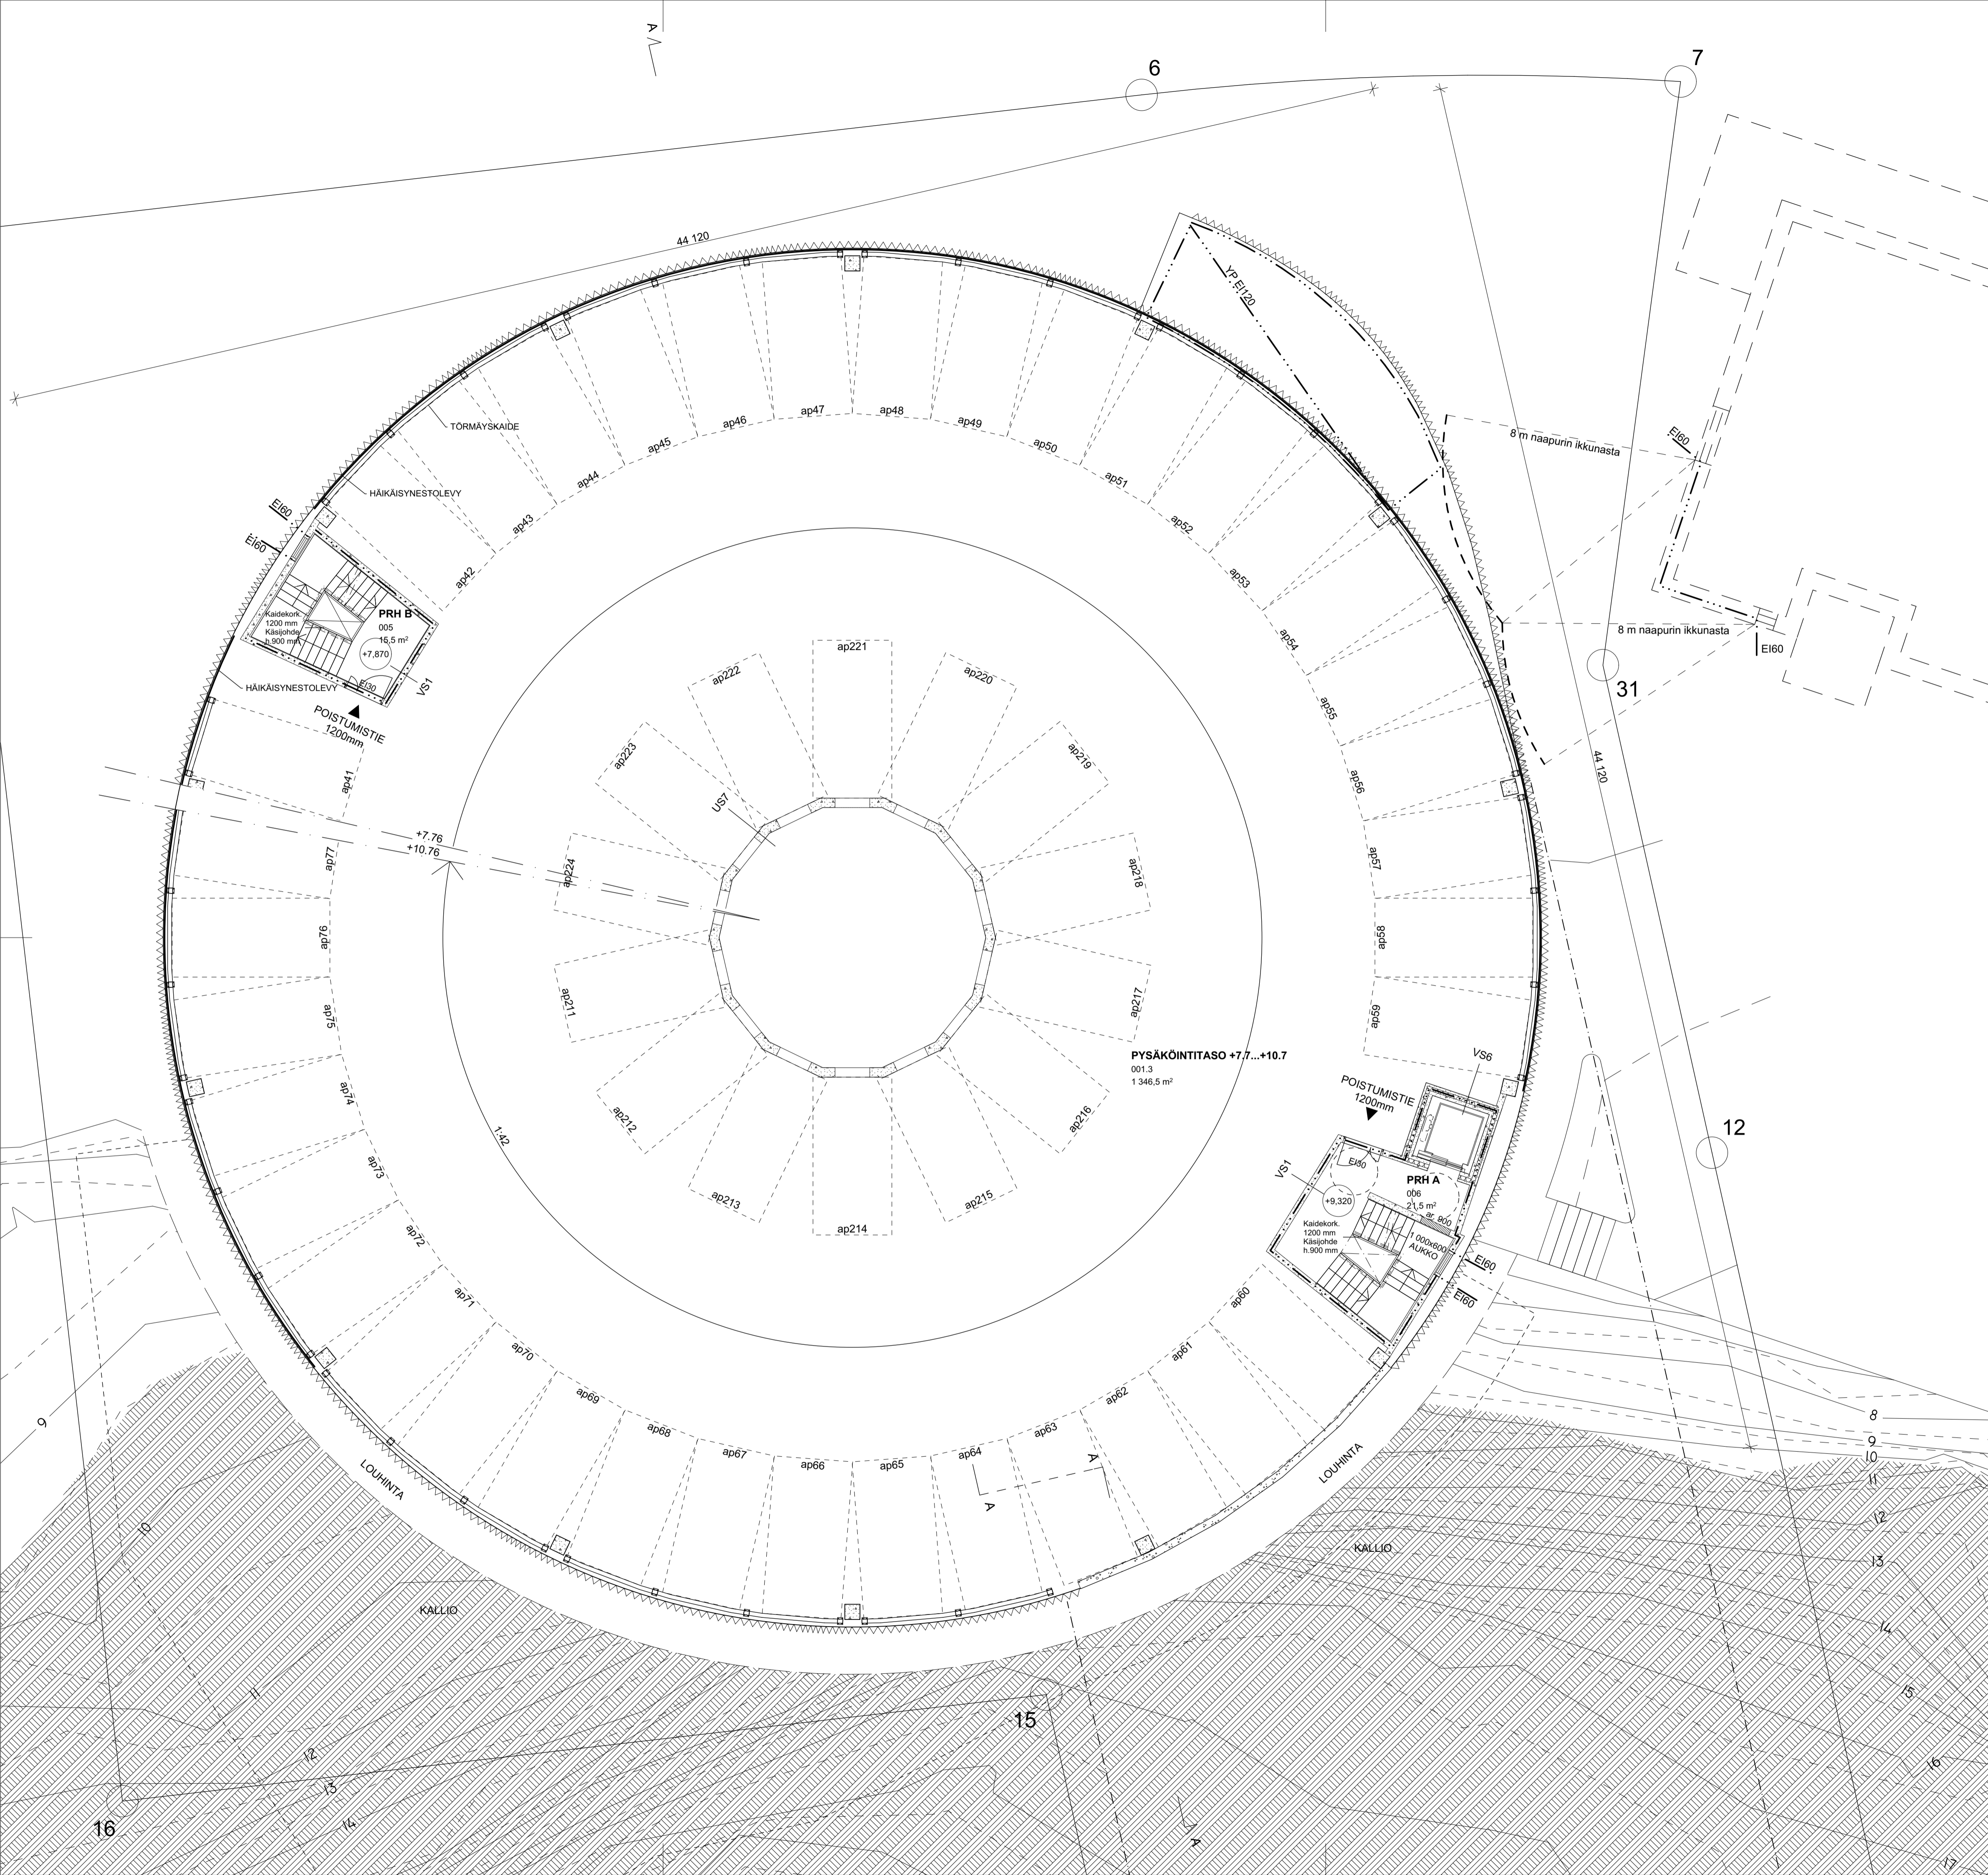 A
6
7
44 120
YP EI120
ap47
ap48
ap46
ap49
ap45
ap50
TÖRMÄYSKAIDE
ap44
ap51
HÄIKÄISYNESTOLEVY
ap43
ap52
EI60
8 m naapurin ikkunasta
EI60
EI60
ap42
ap53
PRH B
005
15,5 m²
+7,870
Kaidekork.
1200 mm
Käsijohde
h.900 mm
EI30
VS1
HÄIKÄISYNESTOLEVY
POISTUMISTIE
1200mm
ap54
8 m naapurin ikkunasta
EI60
31
ap221
ap222
ap220
ap55
ap223
ap219
ap41
ap56
44 120
US7
+7.76
+10.76
ap77
ap57
ap224
ap218
ap76
ap58
ap211
ap217
ap75
ap59
PYSÄKÖINTITASO +7.7...+10.7
001.3
1 346,5 m²
VS6
POISTUMISTIE
1200mm
ap74
ap212
ap216
1:42
12
ap73
VS1
EI30
PRH A
006
21,5 m²
+9,320
ar. 900
Kaidekork.
1200 mm
Käsijohde
h.900 mm
1 000x600
AUKKO
ap213
ap215
ap214
ap72
EI60
EI60
ap71
ap60
ap70
ap61
ap69
ap62
ap68
ap63
ap67
ap64
ap66
ap65
A
A
LOUHINTA
LOUHINTA
9
8
9
10
11
12
13
14
15
16
17
KALLIO
KALLIO
10
11
12
13
14
15
16
A